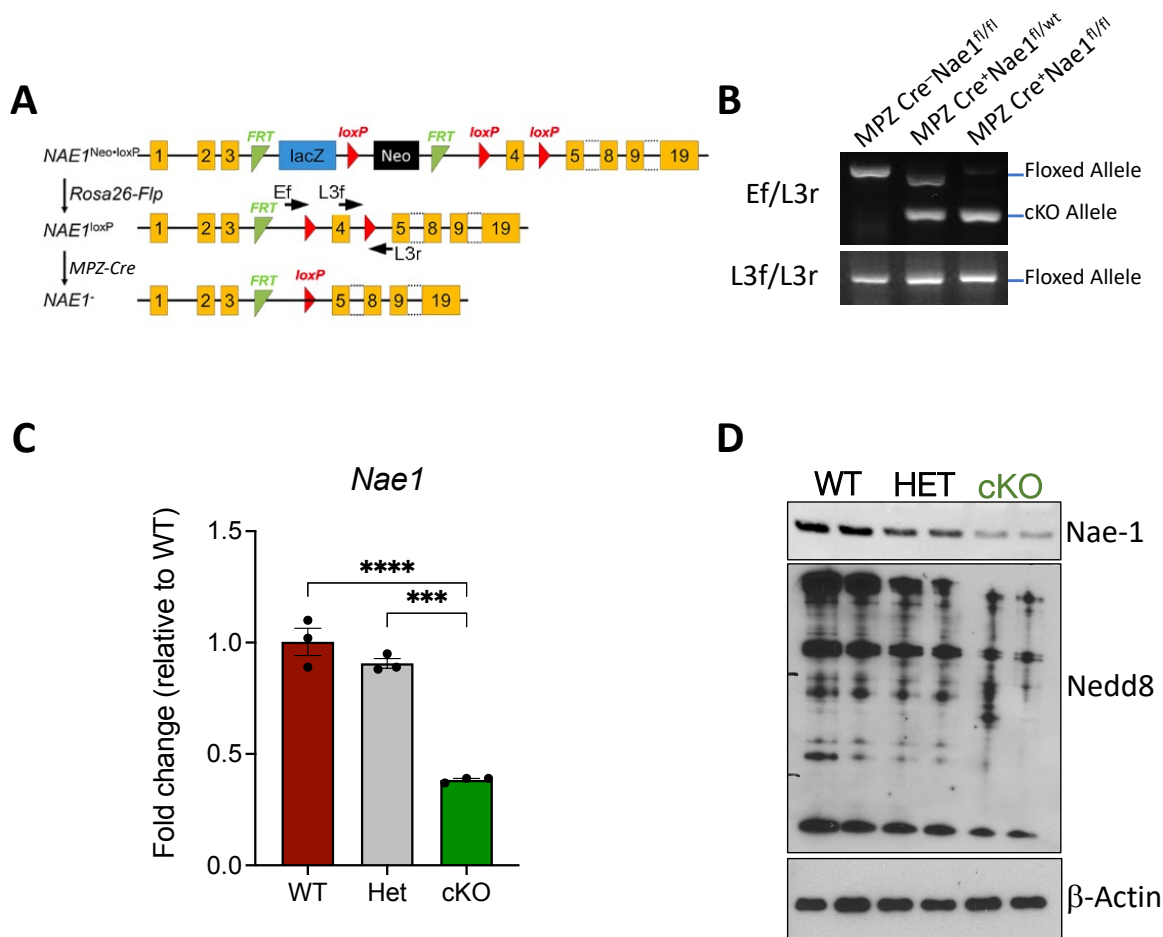 A
FRT loxP FRT loxP loxP
NAE1Neo•loxP 1 2 3 lacZ Neo 4 5 8 9 19
Rosa26-Flp
Ef L3f
FRT
NAE1loxP 1 2 3 4 5 8 9 19
L3r
MPZ-Cre
FRT loxP
NAE1- 1 2 3 5 8 9 19
B
MPZ Cre–Nae1fl/fl
MPZ Cre+Nae1fl/wt
MPZ Cre+Nae1fl/fl
Ef/L3r
Floxed Allele
cKO Allele
L3f/L3r
Floxed Allele
C
Nae1
Fold change (relative to WT)
1.5
1.0
0.5
0.0
****
***
WT Het cKO
D
WT HET cKO
Nae-1
Nedd8
β-Actin